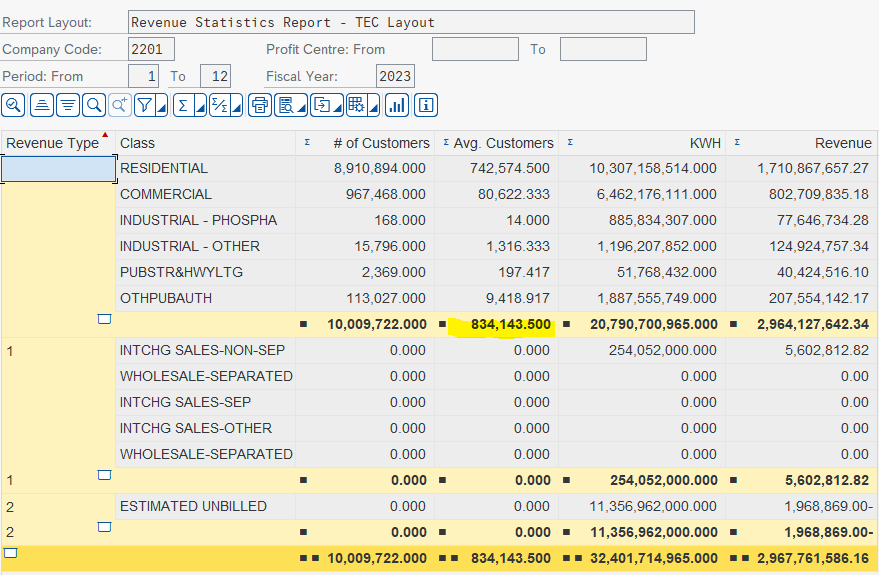 Report Layout: Revenue Statistics Report - TEC Layout
Company Code: 2201 Profit Centre: From To
Period: From 1 To 12 Fiscal Year: 2023
Revenue Type Class Σ # of Customers Σ Avg. Customers Σ KWH Σ Revenue
RESIDENTIAL 8,910,894.000 742,574.500 10,307,158,514.000 1,710,867,657.27
COMMERCIAL 967,468.000 80,622.333 6,462,176,111.000 802,709,835.18
INDUSTRIAL - PHOSPHA 168.000 14.000 885,834,307.000 77,646,734.28
INDUSTRIAL - OTHER 15,796.000 1,316.333 1,196,207,852.000 124,924,757.34
PUBSTR&HWYLTG 2,369.000 197.417 51,768,432.000 40,424,516.10
OTHPUBAUTH 113,027.000 9,418.917 1,887,555,749.000 207,554,142.17
10,009,722.000 834,143.500 20,790,700,965.000 2,964,127,642.34
1 INTCHG SALES-NON-SEP 0.000 0.000 254,052,000.000 5,602,812.82
WHOLESALE-SEPARATED 0.000 0.000 0.000 0.00
INTCHG SALES-SEP 0.000 0.000 0.000 0.00
INTCHG SALES-OTHER 0.000 0.000 0.000 0.00
WHOLESALE-SEPARATED 0.000 0.000 0.000 0.00
1 0.000 0.000 254,052,000.000 5,602,812.82
2 ESTIMATED UNBILLED 0.000 0.000 11,356,962,000.000 1,968,869.00-
2 0.000 0.000 11,356,962,000.000 1,968,869.00-
10,009,722.000 834,143.500 32,401,714,965.000 2,967,761,586.16